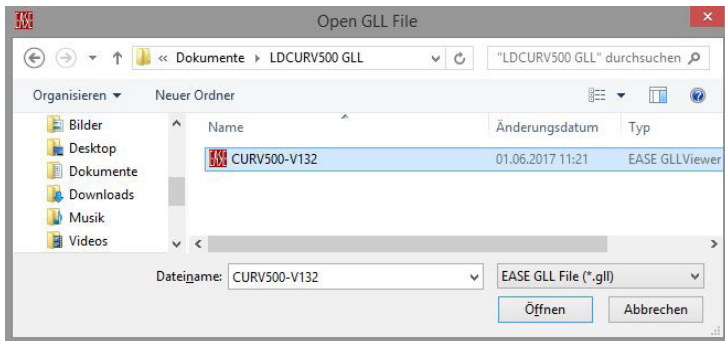 EASE Open GLL File
« Dokumente LDCURV500 GLL "LDCURV500 GLL" durchsuchen
Organisieren Neuer Ordner
Bilder
Desktop
Dokumente
Downloads
Musik
Videos
Name Änderungsdatum Typ
CURV500-V132 01.06.2017 11:21 EASE GLLViewer
Dateiname: CURV500-V132 EASE GLL File (*.gll)
Öffnen Abbrechen